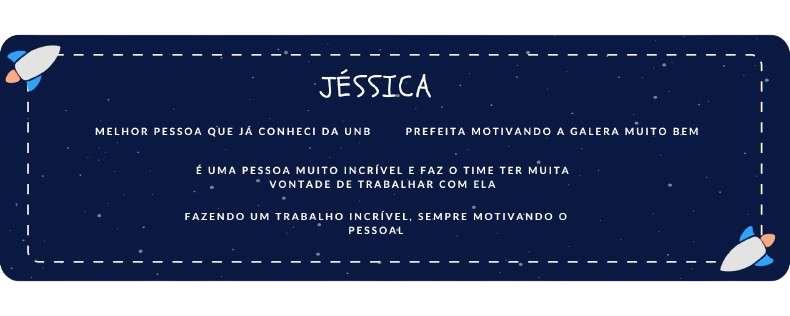 JÉSSICA
MELHOR PESSOA QUE JÁ CONHECI DA UNB
PREFEITA MOTIVANDO A GALERA MUITO BEM
É UMA PESSOA MUITO INCRÍVEL E FAZ O TIME TER MUITA
VONTADE DE TRABALHAR COM ELA
FAZENDO UM TRABALHO INCRÍVEL, SEMPRE MOTIVANDO O
PESSOAL